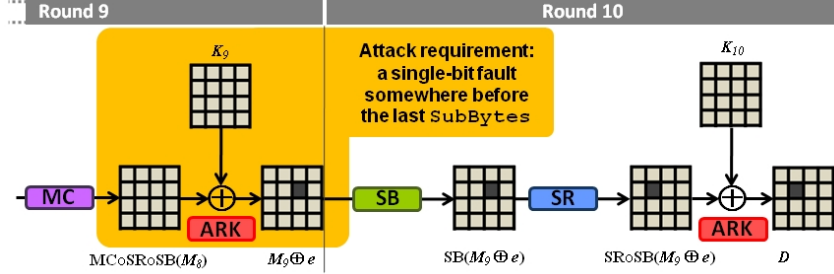 Round 9
Round 10
Attack requirement:
a single-bit fault
somewhere before
the last SubBytes
K9
K10
MC
ARK
SB
SR
ARK
MC∘SR∘SB(M8)
M9⊕e
SB(M9⊕e)
SR∘SB(M9⊕e)
D